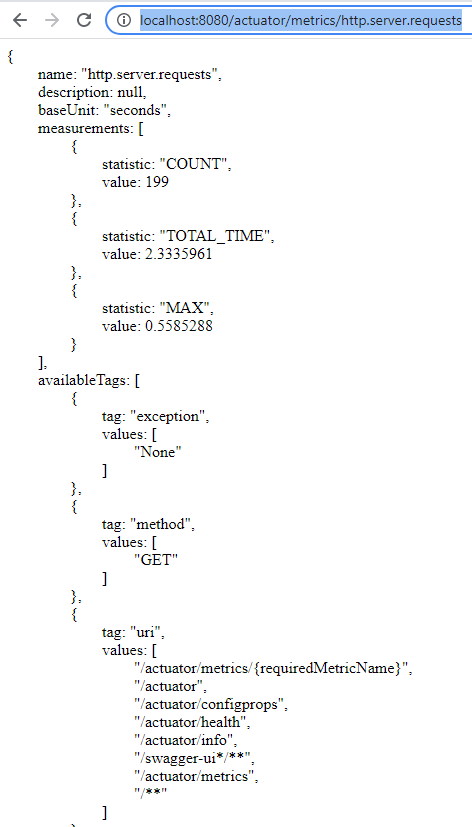 localhost:8080/actuator/metrics/http.server.requests
{
name: "http.server.requests",
description: null,
baseUnit: "seconds",
measurements: [
{
statistic: "COUNT",
value: 199
},
{
statistic: "TOTAL_TIME",
value: 2.3335961
},
{
statistic: "MAX",
value: 0.5585288
}
],
availableTags: [
{
tag: "exception",
values: [
"None"
]
},
{
tag: "method",
values: [
"GET"
]
},
{
tag: "uri",
values: [
"/actuator/metrics/{requiredMetricName}",
"/actuator",
"/actuator/configprops",
"/actuator/health",
"/actuator/info",
"/swagger-ui*/**",
"/actuator/metrics",
"/**"
]